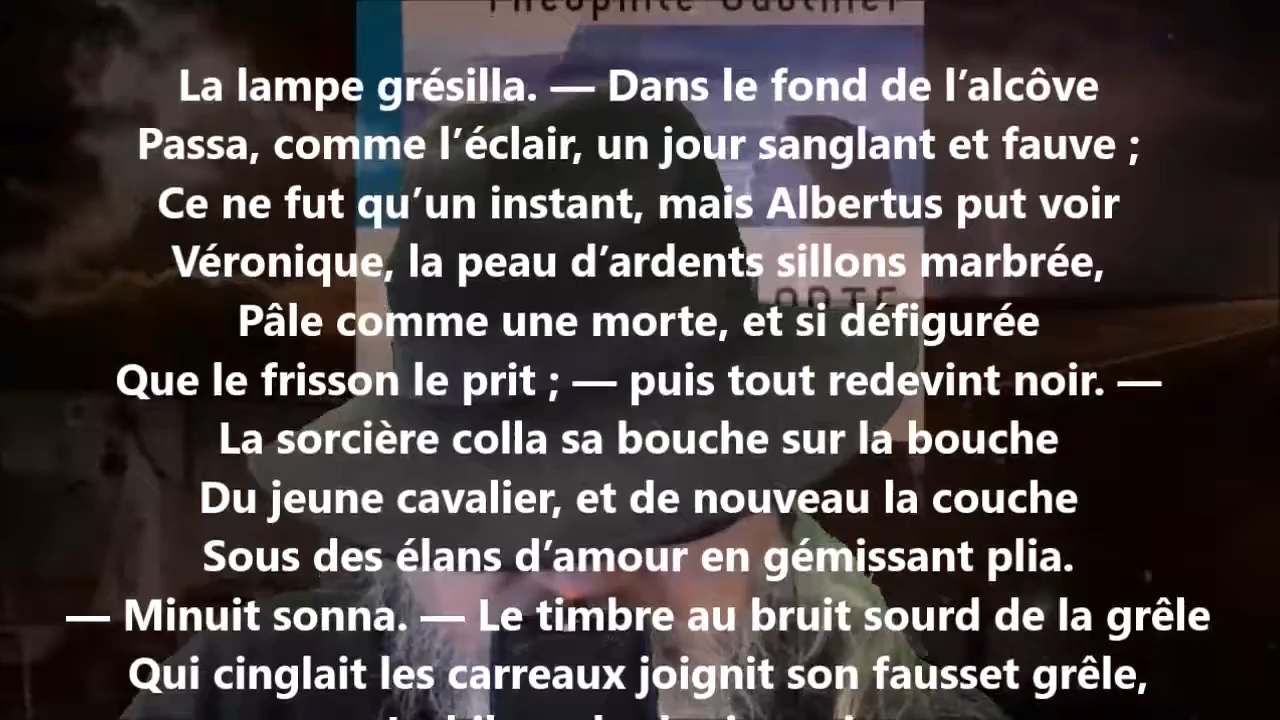 Théophile Gauthier
La lampe grésilla. — Dans le fond de l’alcôve
Passa, comme l’éclair, un jour sanglant et fauve ;
Ce ne fut qu’un instant, mais Albertus put voir
Véronique, la peau d’ardents sillons marbrée,
ARTE
Pâle comme une morte, et si défigurée
Que le frisson le prit ; — puis tout redevint noir. —
La sorcière colla sa bouche sur la bouche
Du jeune cavalier, et de nouveau la couche
Sous des élans d’amour en gémissant plia.
— Minuit sonna. — Le timbre au bruit sourd de la grêle
Qui cinglait les carreaux joignit son fausset grêle,